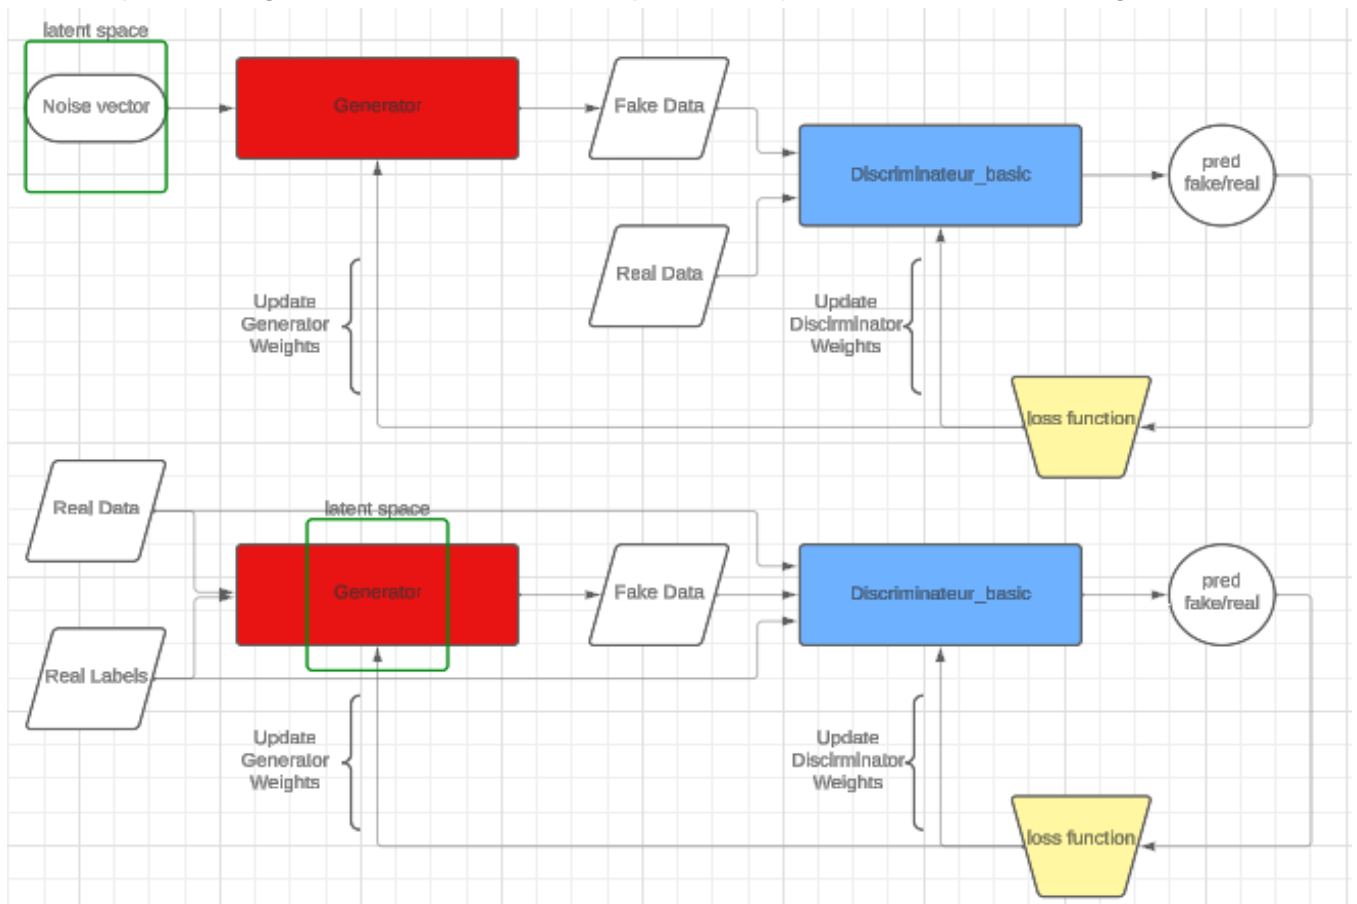 latent space
Noise vector
Generator
Fake Data
Discriminateur_basic
pred
fake/real
Real Data
Update
Generator
Weights
Update
Discirminator
Weights
loss function
Real Data
latent space
Generator
Fake Data
Discriminateur_basic
pred
fake/real
Real Labels
Update
Generator
Weights
Update
Discirminator
Weights
loss function